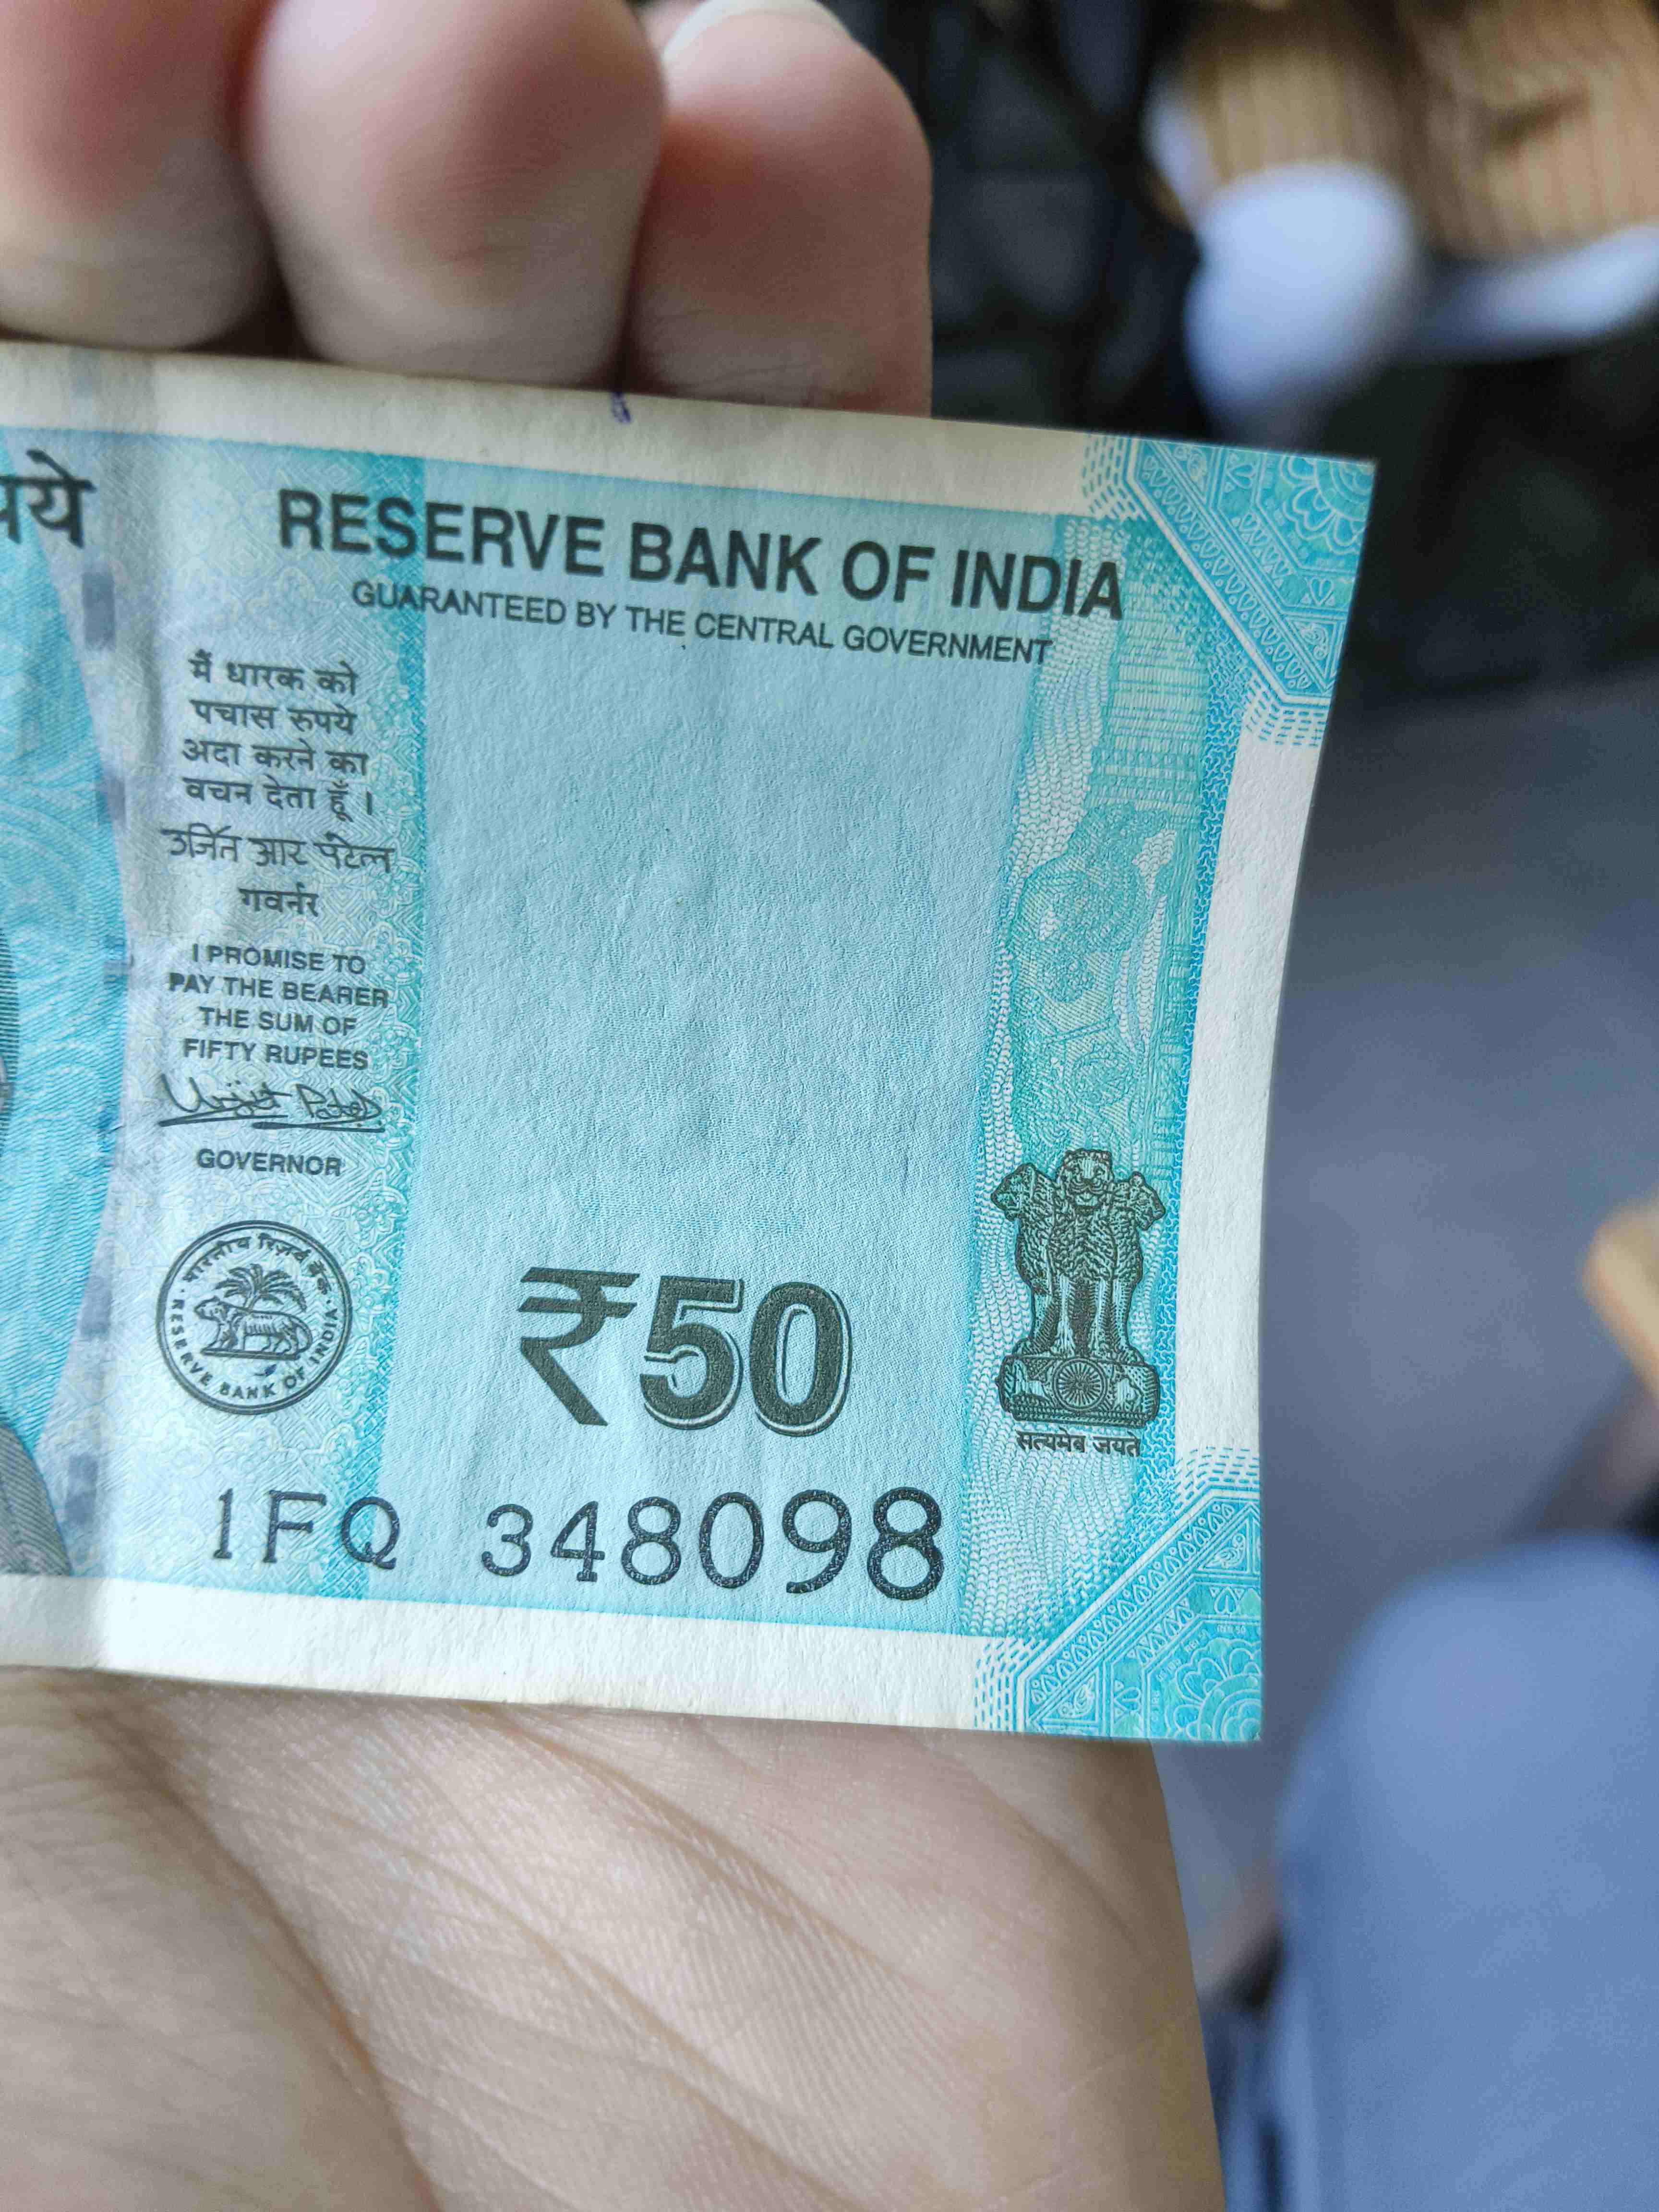 RESERVE BANK OF INDIA
GUARANTEED BY THE CENTRAL GOVERNMENT
मैं धारक को
पचास रुपये
अदा करने का
वचन देता हूँ ।
उर्जित आर पटेल
गवर्नर
I PROMISE TO
PAY THE BEARER
THE SUM OF
FIFTY RUPEES
Urjit Patel
GOVERNOR
भारतीय रिज़र्व बैंक
RESERVE BANK OF INDIA
₹50
सत्यमेव जयते
1FQ 348098